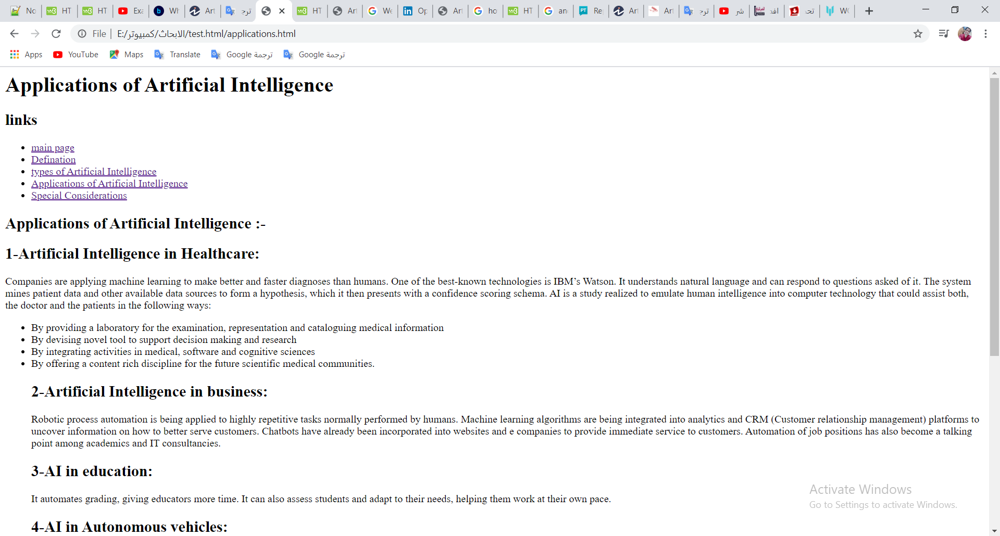 No
HT
HT
Exa
Wh
Art
ترج
HT
Art
We
Op
Art
ho
HT
an
Re
Art
Art
ترج
شر
افد
تحد
WO
File | E:/الابحاث/كمبيوتر/test.html/applications.html
Apps YouTube Maps Translate ترجمة Google ترجمة Google
Applications of Artificial Intelligence
links
• main page
• Defination
• types of Artificial Intelligence
• Applications of Artificial Intelligence
• Special Considerations
Applications of Artificial Intelligence :-
1-Artificial Intelligence in Healthcare:
Companies are applying machine learning to make better and faster diagnoses than humans. One of the best-known technologies is IBM’s Watson. It understands natural language and can respond to questions asked of it. The system
mines patient data and other available data sources to form a hypothesis, which it then presents with a confidence scoring schema. AI is a study realized to emulate human intelligence into computer technology that could assist both,
the doctor and the patients in the following ways:
• By providing a laboratory for the examination, representation and cataloguing medical information
• By devising novel tool to support decision making and research
• By integrating activities in medical, software and cognitive sciences
• By offering a content rich discipline for the future scientific medical communities.
2-Artificial Intelligence in business:
Robotic process automation is being applied to highly repetitive tasks normally performed by humans. Machine learning algorithms are being integrated into analytics and CRM (Customer relationship management) platforms to
uncover information on how to better serve customers. Chatbots have already been incorporated into websites and e companies to provide immediate service to customers. Automation of job positions has also become a talking
point among academics and IT consultancies.
3-AI in education:
It automates grading, giving educators more time. It can also assess students and adapt to their needs, helping them work at their own pace.
4-AI in Autonomous vehicles:
Activate Windows
Go to Settings to activate Windows.